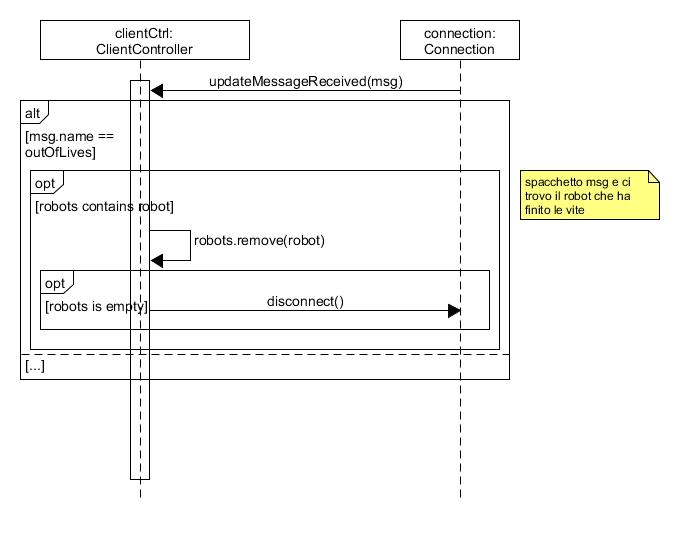 clientCtrl:
ClientController
connection:
Connection
updateMessageReceived(msg)
alt
[msg.name ==
outOfLives]
opt
[robots contains robot]
spacchetto msg e ci
trovo il robot che ha
finito le vite
robots.remove(robot)
opt
[robots is empty]
disconnect()
[...]